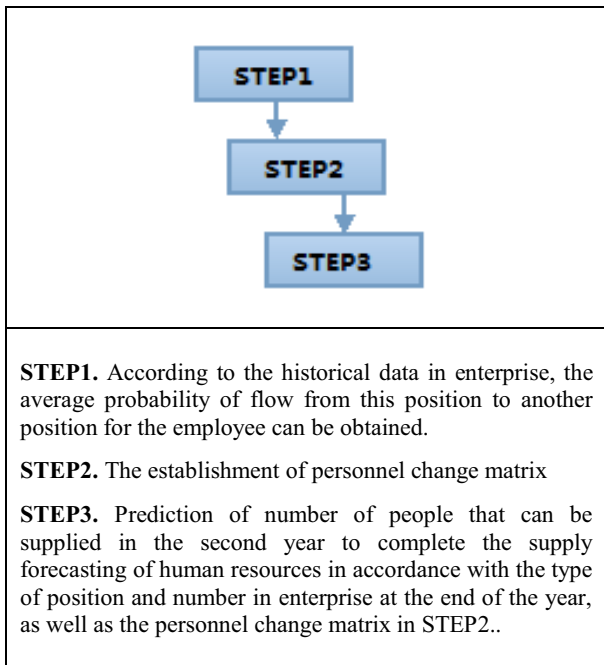 STEP1
STEP2
STEP3
STEP1. According to the historical data in enterprise, the
average probability of flow from this position to another
position for the employee can be obtained.
STEP2. The establishment of personnel change matrix
STEP3. Prediction of number of people that can be
supplied in the second year to complete the supply
forecasting of human resources in accordance with the type
of position and number in enterprise at the end of the year,
as well as the personnel change matrix in STEP2..